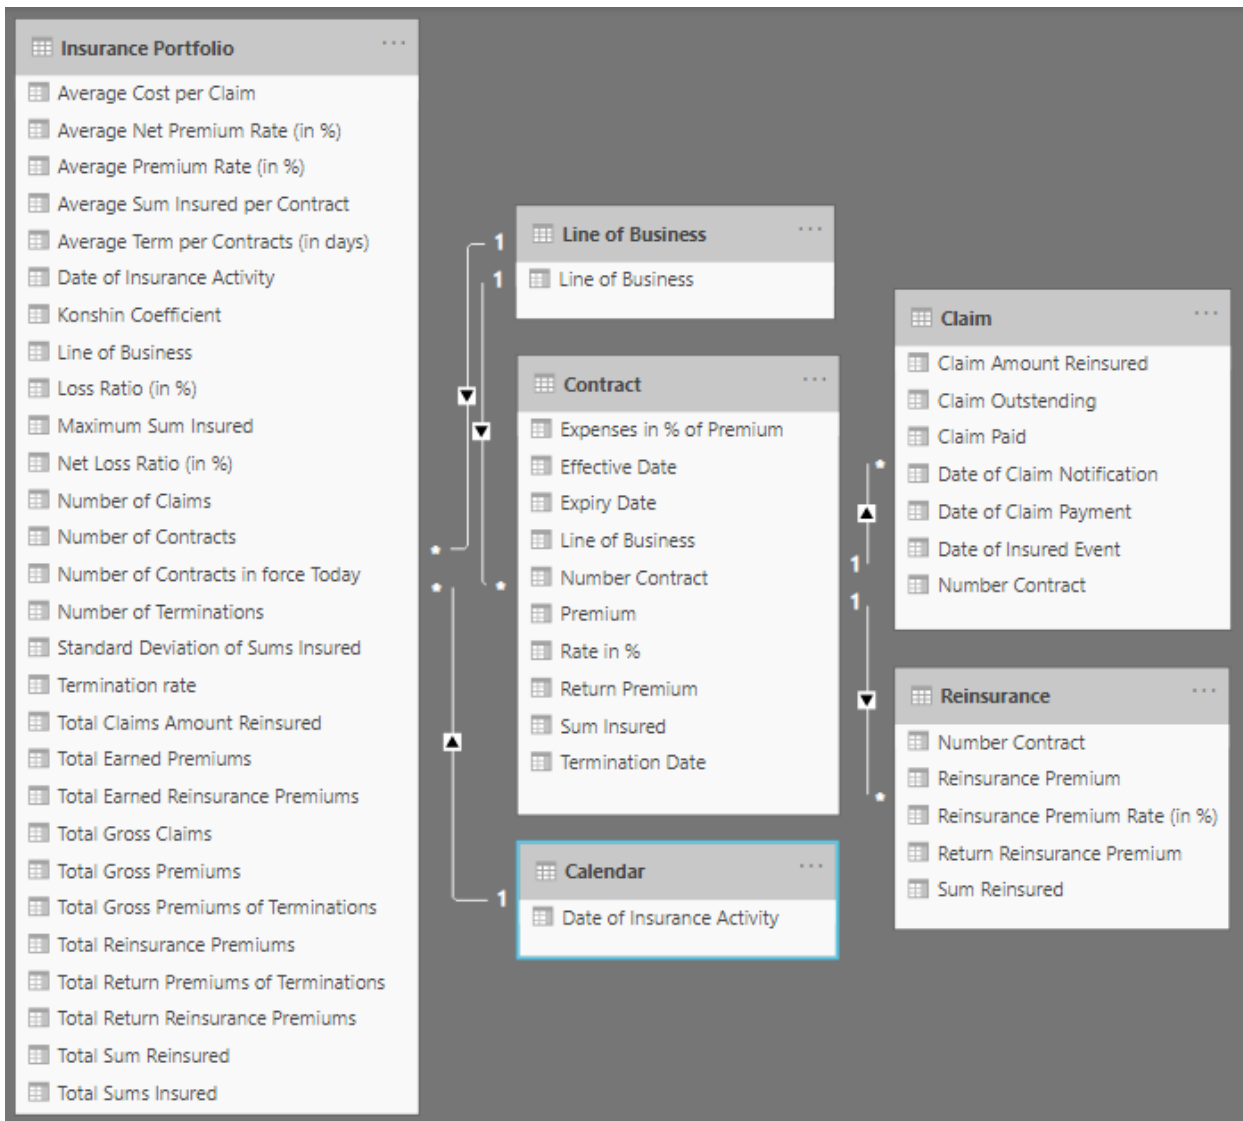 Insurance Portfolio
Average Cost per Claim
Average Net Premium Rate (in %)
Average Premium Rate (in %)
Average Sum Insured per Contract
Average Term per Contracts (in days)
Date of Insurance Activity
Konshin Coefficient
Line of Business
Loss Ratio (in %)
Maximum Sum Insured
Net Loss Ratio (in %)
Number of Claims
Number of Contracts
Number of Contracts in force Today
Number of Terminations
Standard Deviation of Sums Insured
Termination rate
Total Claims Amount Reinsured
Total Earned Premiums
Total Earned Reinsurance Premiums
Total Gross Claims
Total Gross Premiums
Total Gross Premiums of Terminations
Total Reinsurance Premiums
Total Return Premiums of Terminations
Total Return Reinsurance Premiums
Total Sum Reinsured
Total Sums Insured
*
*
1
1
*
1
Line of Business
Line of Business
Contract
Expenses in % of Premium
Effective Date
Expiry Date
Line of Business
Number Contract
Premium
Rate in %
Return Premium
Sum Insured
Termination Date
Calendar
Date of Insurance Activity
*
1
1
*
Claim
Claim Amount Reinsured
Claim Outstending
Claim Paid
Date of Claim Notification
Date of Claim Payment
Date of Insured Event
Number Contract
Reinsurance
Number Contract
Reinsurance Premium
Reinsurance Premium Rate (in %)
Return Reinsurance Premium
Sum Reinsured